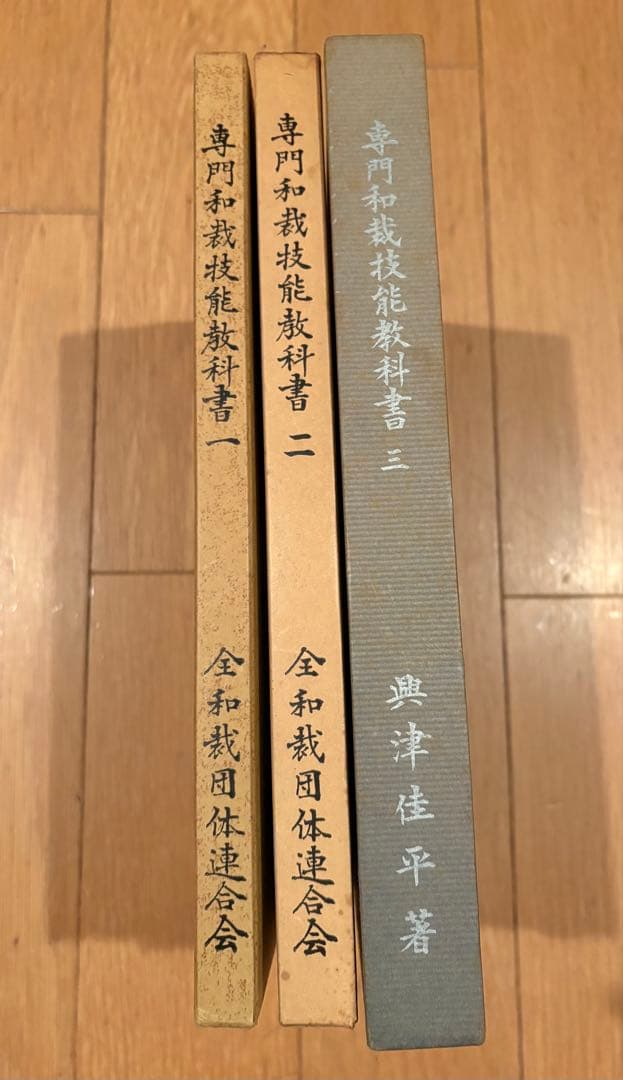 専門和裁技能教科書 一
全和裁団体連合会
専門和裁技能教科書 二
全和裁団体連合会
専門和裁技能教科書 三
興津佳平著